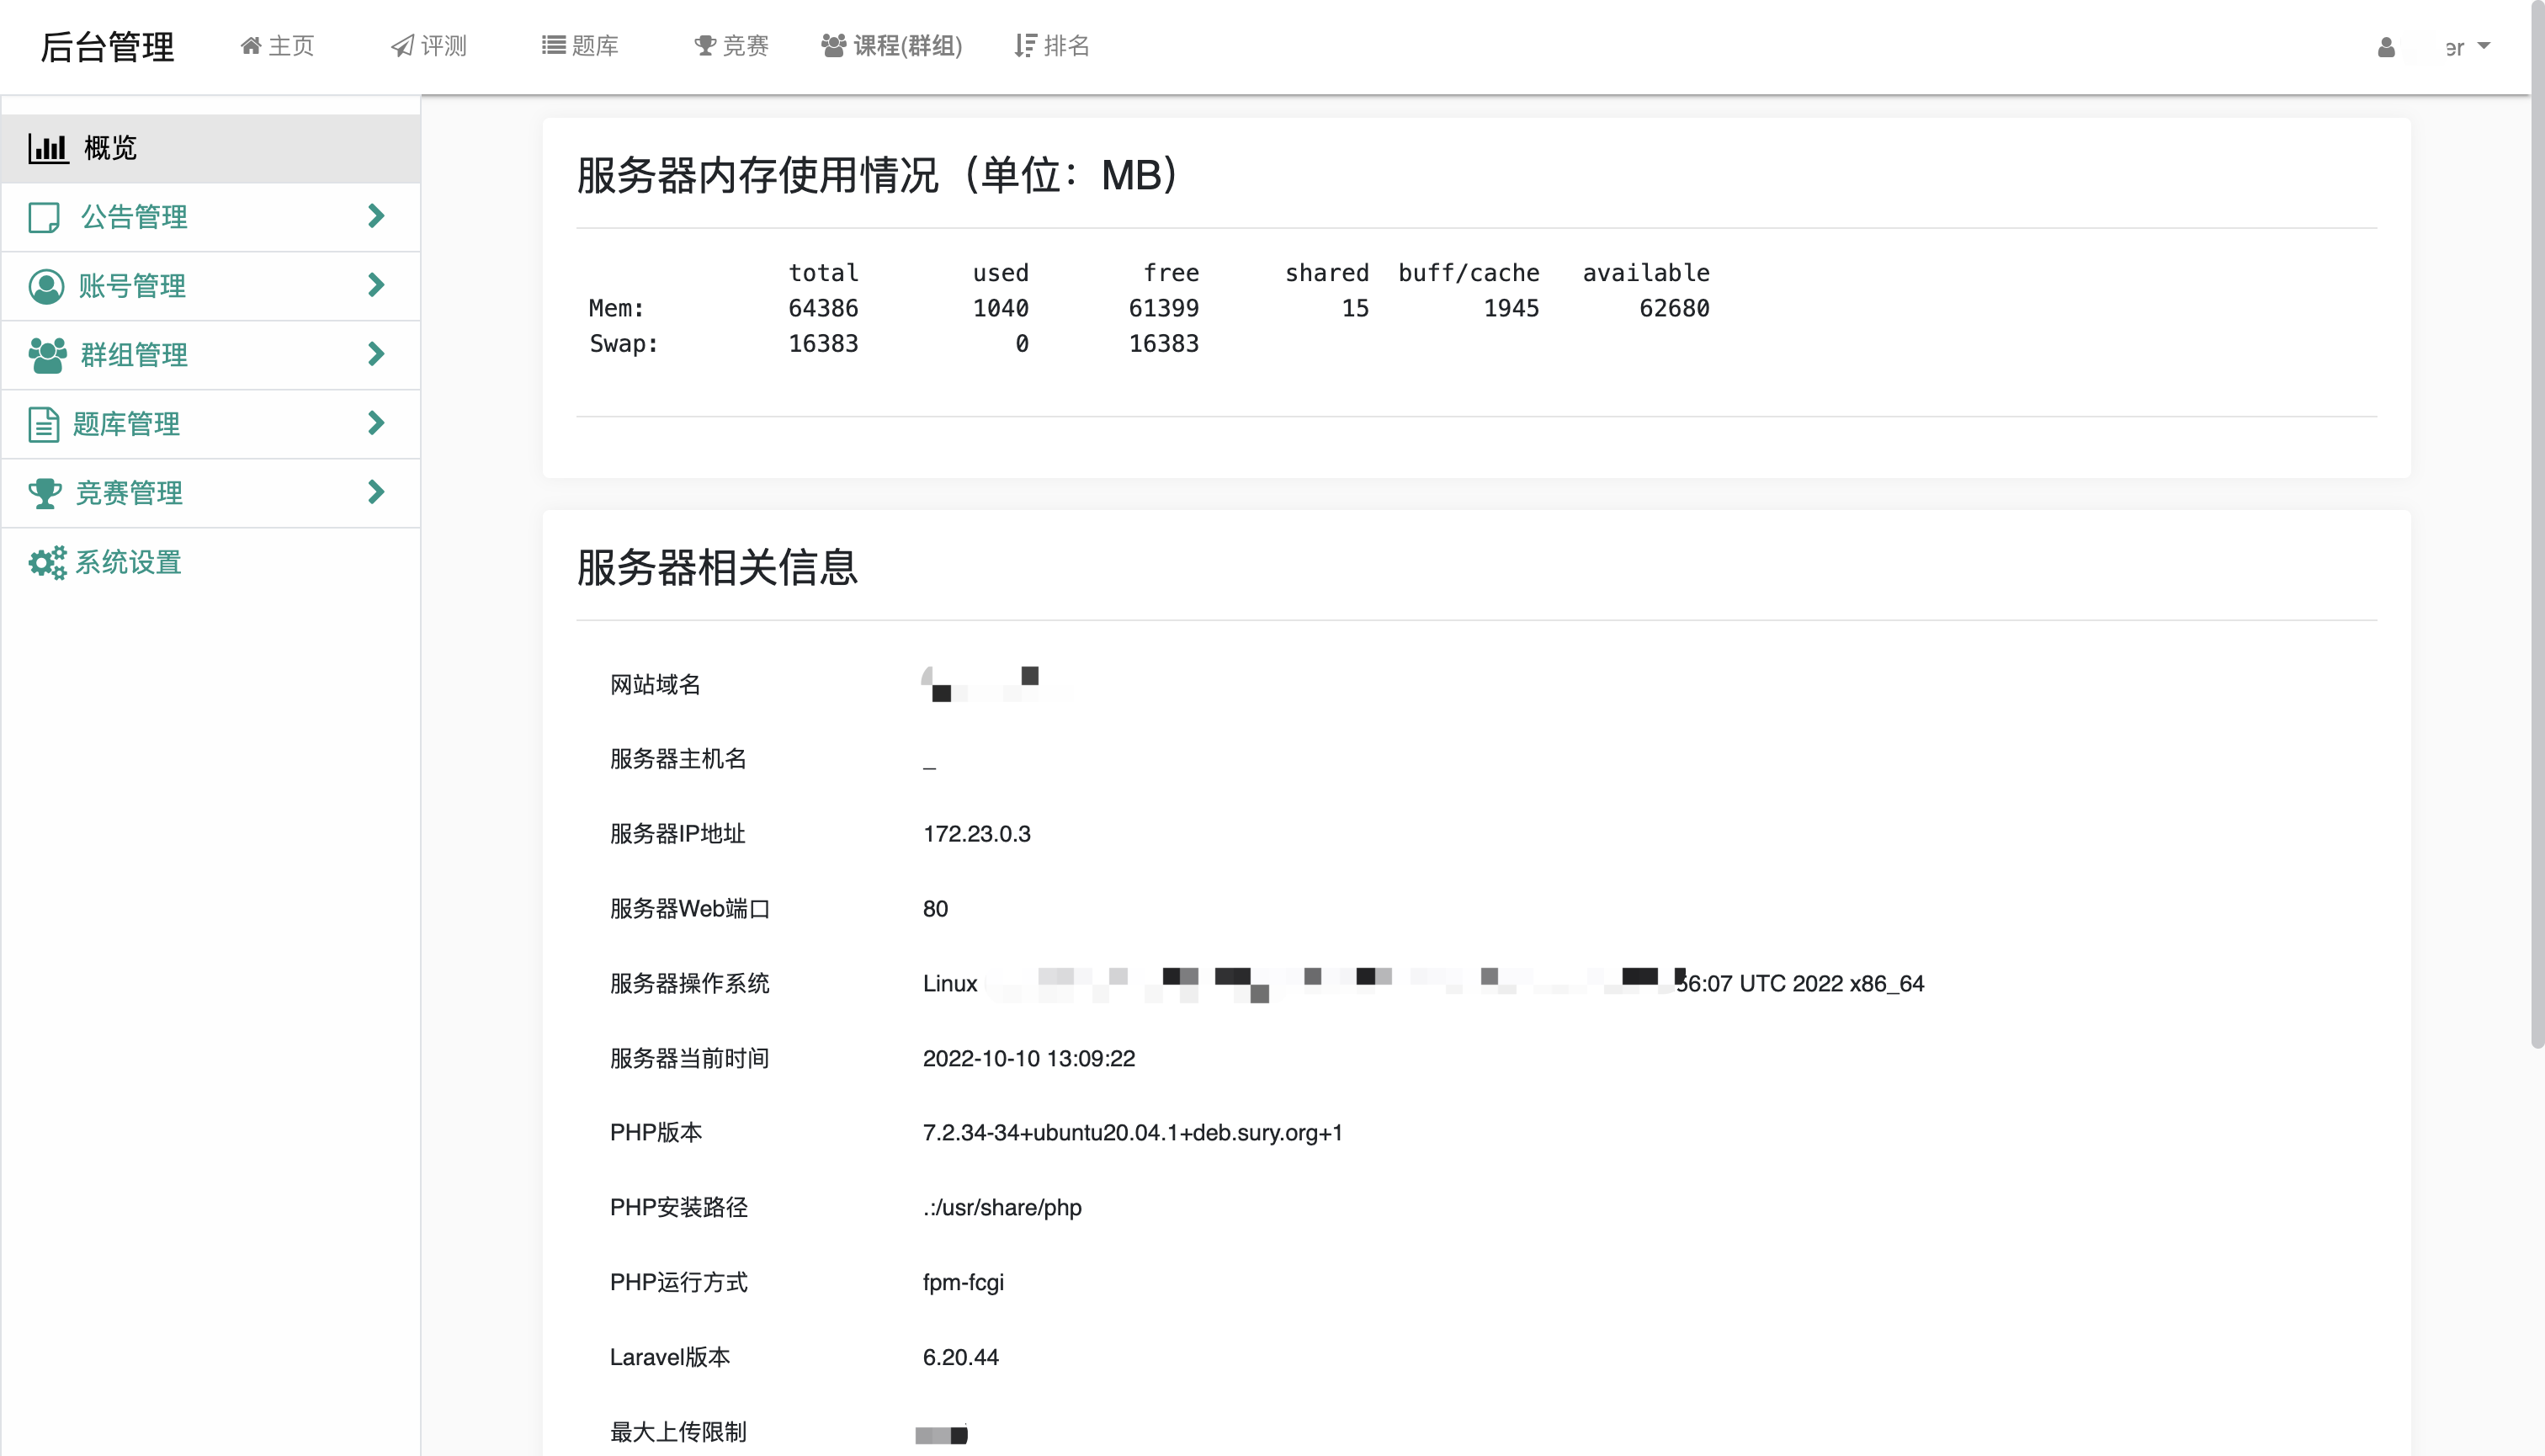 后台管理 主页 评测 题库 竞赛 课程(群组) 排名 er
概览
公告管理
账号管理
群组管理
题库管理
竞赛管理
系统设置
服务器内存使用情况（单位：MB）
total used free shared buff/cache available
Mem: 64386 1040 61399 15 1945 62680
Swap: 16383 0 16383
服务器相关信息
网站域名
服务器主机名 _
服务器IP地址 172.23.0.3
服务器Web端口 80
服务器操作系统 Linux 56:07 UTC 2022 x86_64
服务器当前时间 2022-10-10 13:09:22
PHP版本 7.2.34-34+ubuntu20.04.1+deb.sury.org+1
PHP安装路径 .:/usr/share/php
PHP运行方式 fpm-fcgi
Laravel版本 6.20.44
最大上传限制